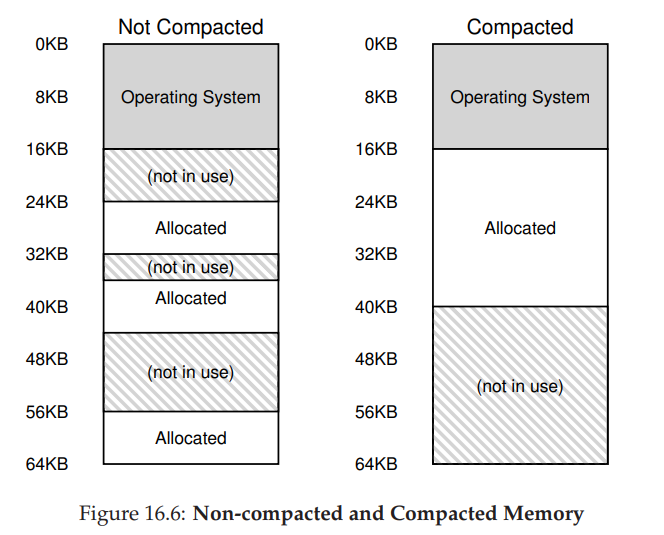 Not Compacted
0KB
8KB
16KB
24KB
32KB
40KB
48KB
56KB
64KB
Operating System
(not in use)
Allocated
(not in use)
Allocated
(not in use)
Allocated
Compacted
0KB
8KB
16KB
24KB
32KB
40KB
48KB
56KB
64KB
Operating System
Allocated
(not in use)
Figure 16.6: Non-compacted and Compacted Memory